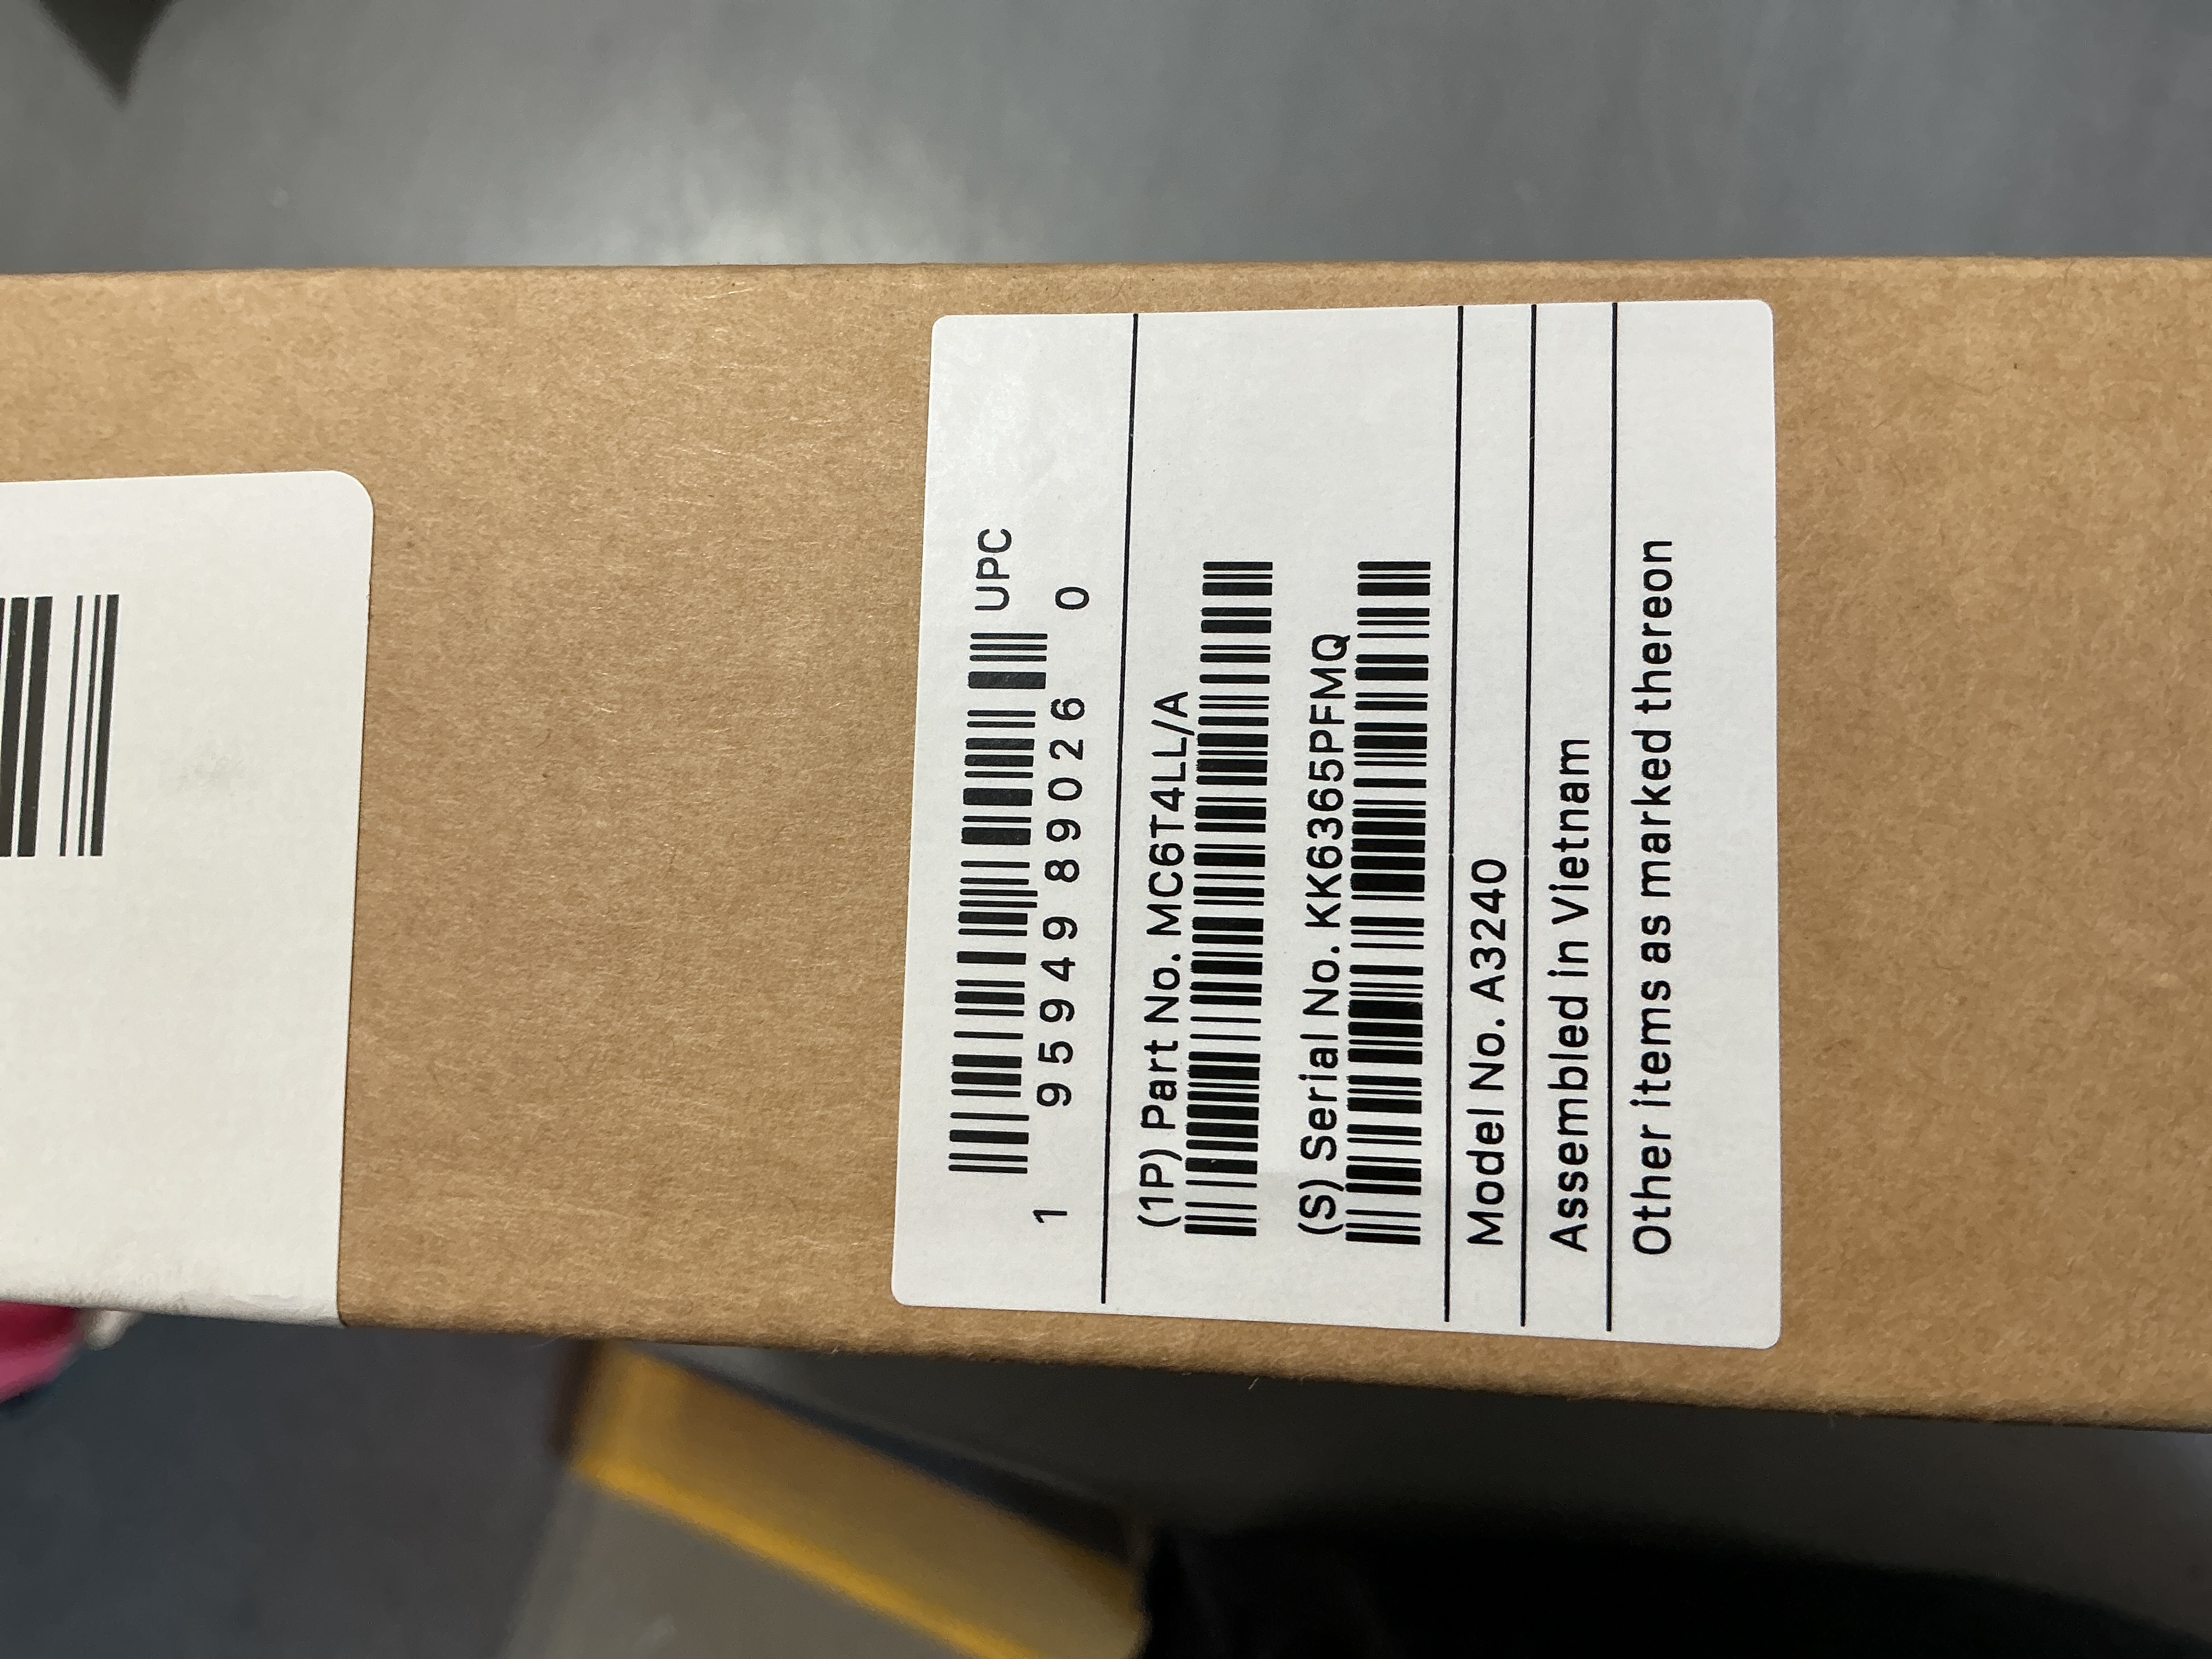 UPC
1 95949 89026 0
(1P) Part No. MC6T4LL/A
(S) Serial No. KK6365PFMQ
Model No. A3240
Assembled in Vietnam
Other items as marked thereon